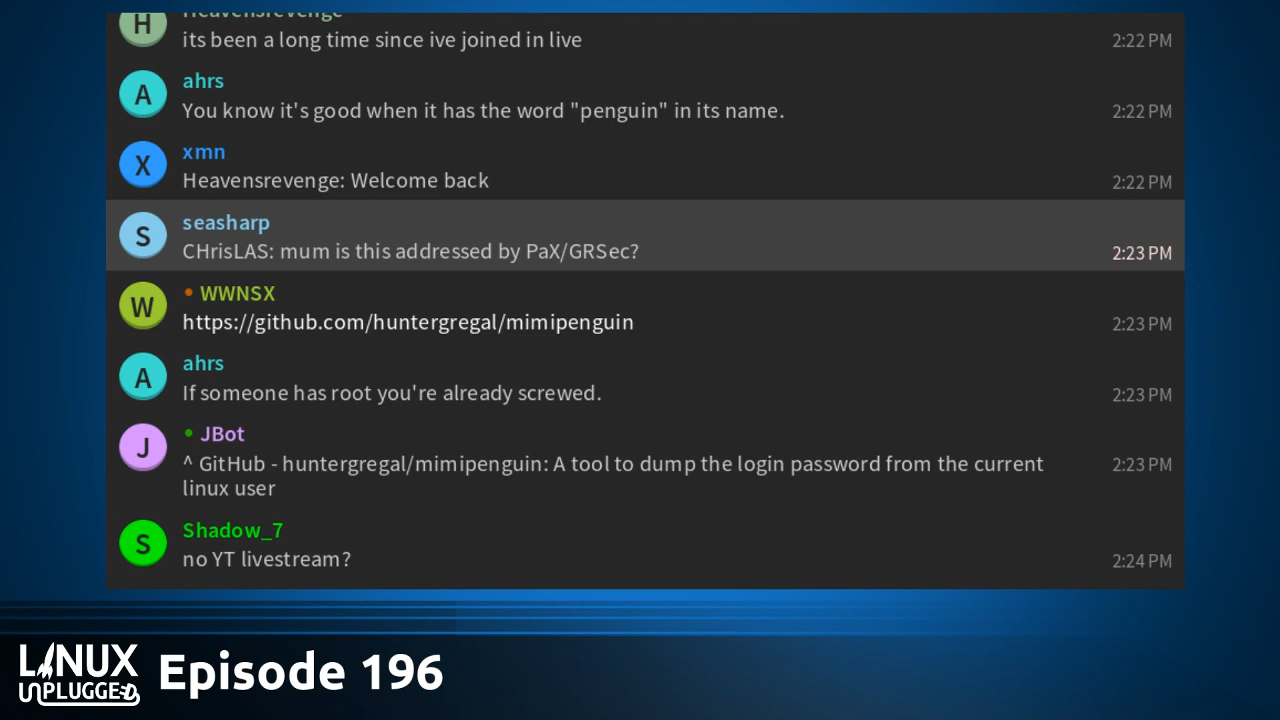 H
Heavensrevenge
its been a long time since ive joined in live
2:22 PM
A
ahrs
You know it's good when it has the word "penguin" in its name.
2:22 PM
X
xmn
Heavensrevenge: Welcome back
2:22 PM
S
seasharp
CHrisLAS: mum is this addressed by PaX/GRSec?
2:23 PM
W
WWNSX
https://github.com/huntergregal/mimipenguin
2:23 PM
A
ahrs
If someone has root you're already screwed.
2:23 PM
J
JBot
^ GitHub - huntergregal/mimipenguin: A tool to dump the login password from the current
2:23 PM
linux user
S
Shadow_7
no YT livestream?
2:24 PM
LINUX
UNPLUGGED
Episode 196